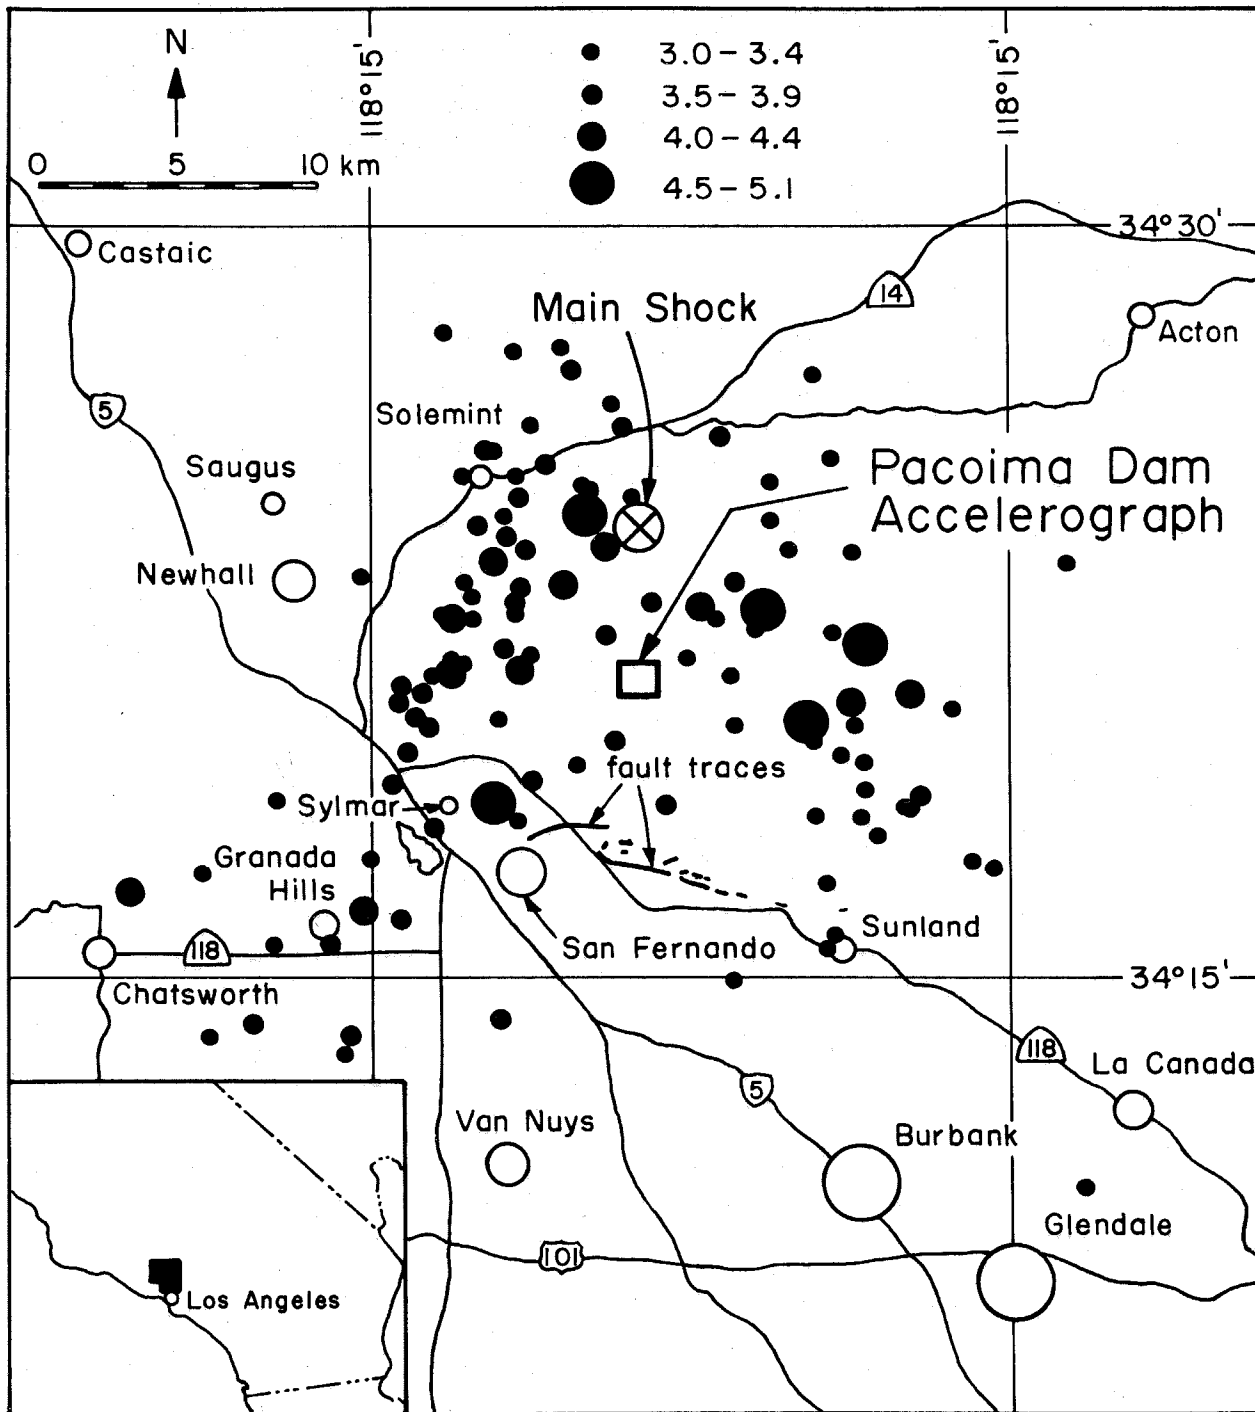 N
0 5 10 km
118°15'
3.0 – 3.4
3.5 – 3.9
4.0 – 4.4
4.5 – 5.1
118°15'
34°30'
Castaic
14
Main Shock
Acton
5
Solemint
Saugus
Pacoima Dam
Accelerograph
Newhall
fault traces
Sylmar
Granada
Hills
118
San Fernando
Sunland
Chatsworth
34°15'
118
La Canada
5
Van Nuys
Burbank
Glendale
101
Los Angeles